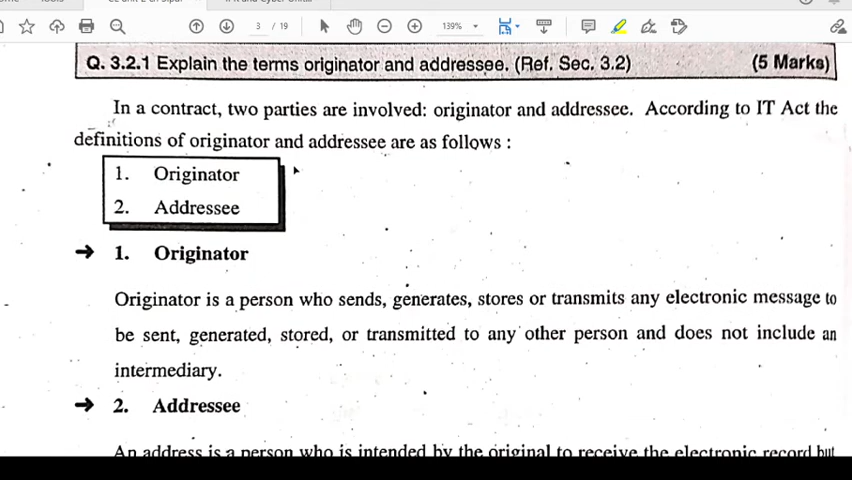 3 / 19
139%
Q. 3.2.1 Explain the terms originator and addressee. (Ref. Sec. 3.2) (5 Marks)
In a contract, two parties are involved: originator and addressee. According to IT Act the
definitions of originator and addressee are as follows :
1. Originator
2. Addressee
→ 1. Originator
Originator is a person who sends, generates, stores or transmits any electronic message to
be sent, generated, stored, or transmitted to any other person and does not include an
intermediary.
→ 2. Addressee
An address is a person who is intended by the original to receive the electronic record but